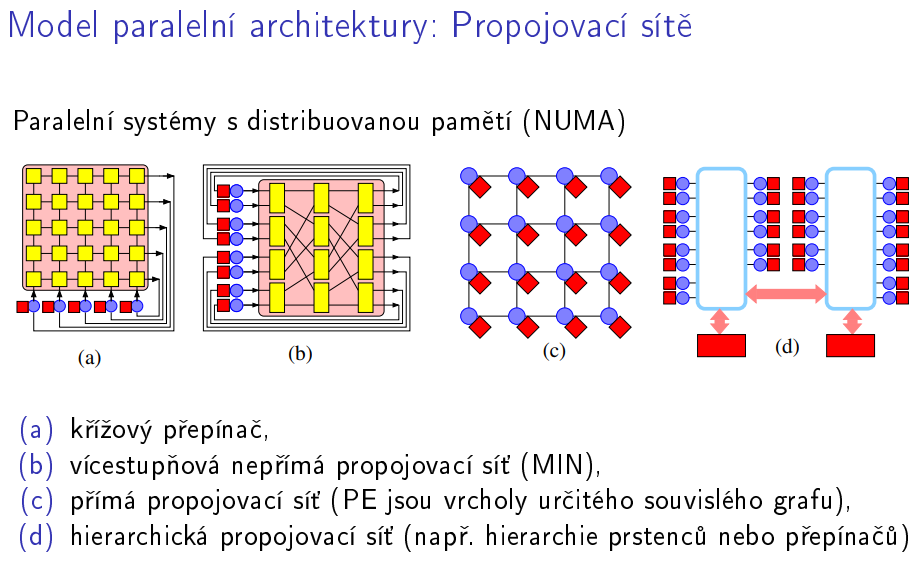 Model paralelní architektury: Propojovací sítě
Paralelní systémy s distribuovanou pamětí (NUMA)
(a)
(b)
(c)
(d)
(a) křížový přepínač,
(b) vícestupňová nepřímá propojovací síť (MIN),
(c) přímá propojovací síť (PE jsou vrcholy určitého souvislého grafu),
(d) hierarchická propojovací síť (např. hierarchie prstenců nebo přepínačů)